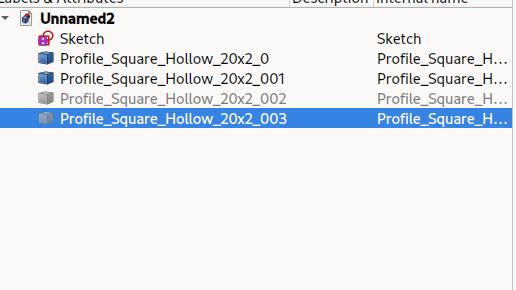 Labels & Attributes Description Internal name
Unnamed2
Sketch Sketch
Profile_Square_Hollow_20x2_0 Profile_Square_H...
Profile_Square_Hollow_20x2_001 Profile_Square_H...
Profile_Square_Hollow_20x2_002 Profile_Square_H...
Profile_Square_Hollow_20x2_003 Profile_Square_H...